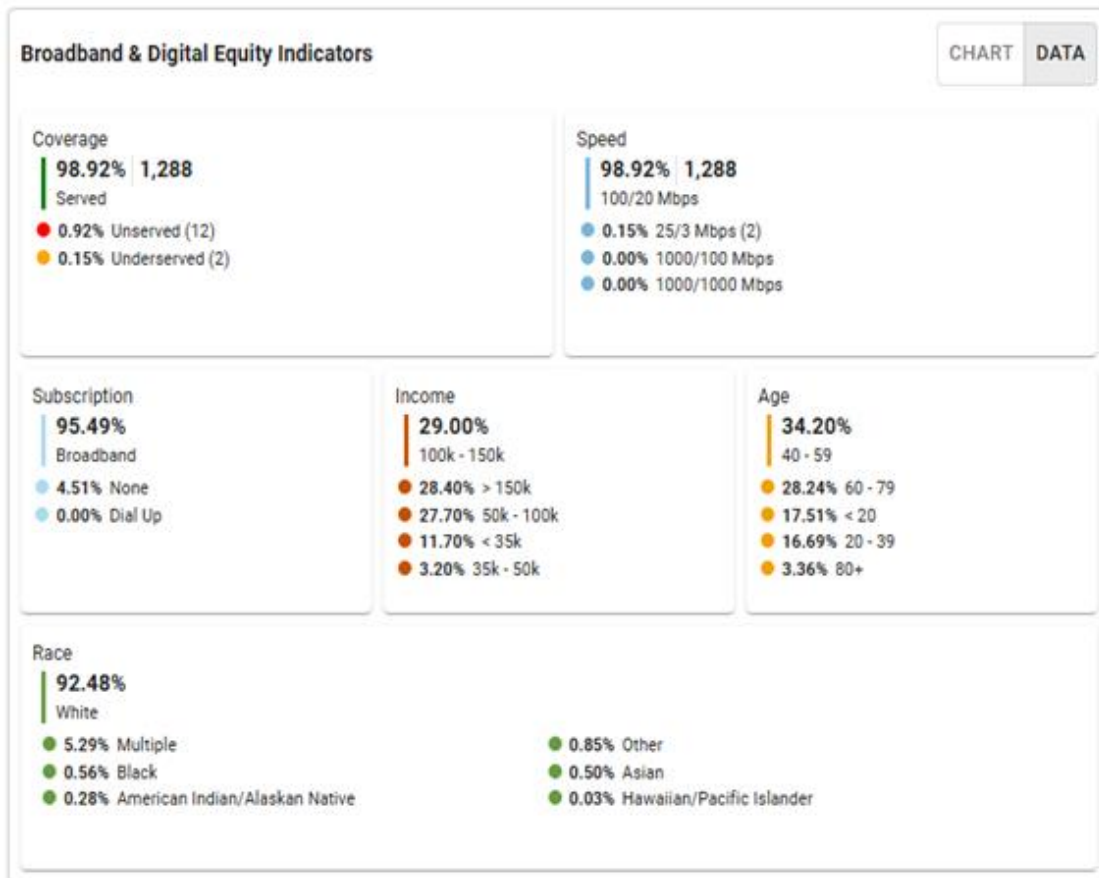 Broadband & Digital Equity Indicators
CHART DATA
Coverage
98.92% 1,288
Served
0.92% Unserved (12)
0.15% Underserved (2)
Speed
98.92% 1,288
100/20 Mbps
0.15% 25/3 Mbps (2)
0.00% 1000/100 Mbps
0.00% 1000/1000 Mbps
Subscription
95.49%
Broadband
4.51% None
0.00% Dial Up
Income
29.00%
100k - 150k
28.40% > 150k
27.70% 50k - 100k
11.70% < 35k
3.20% 35k - 50k
Age
34.20%
40 - 59
28.24% 60 - 79
17.51% < 20
16.69% 20 - 39
3.36% 80+
Race
92.48%
White
5.29% Multiple
0.56% Black
0.28% American Indian/Alaskan Native
0.85% Other
0.50% Asian
0.03% Hawaiian/Pacific Islander